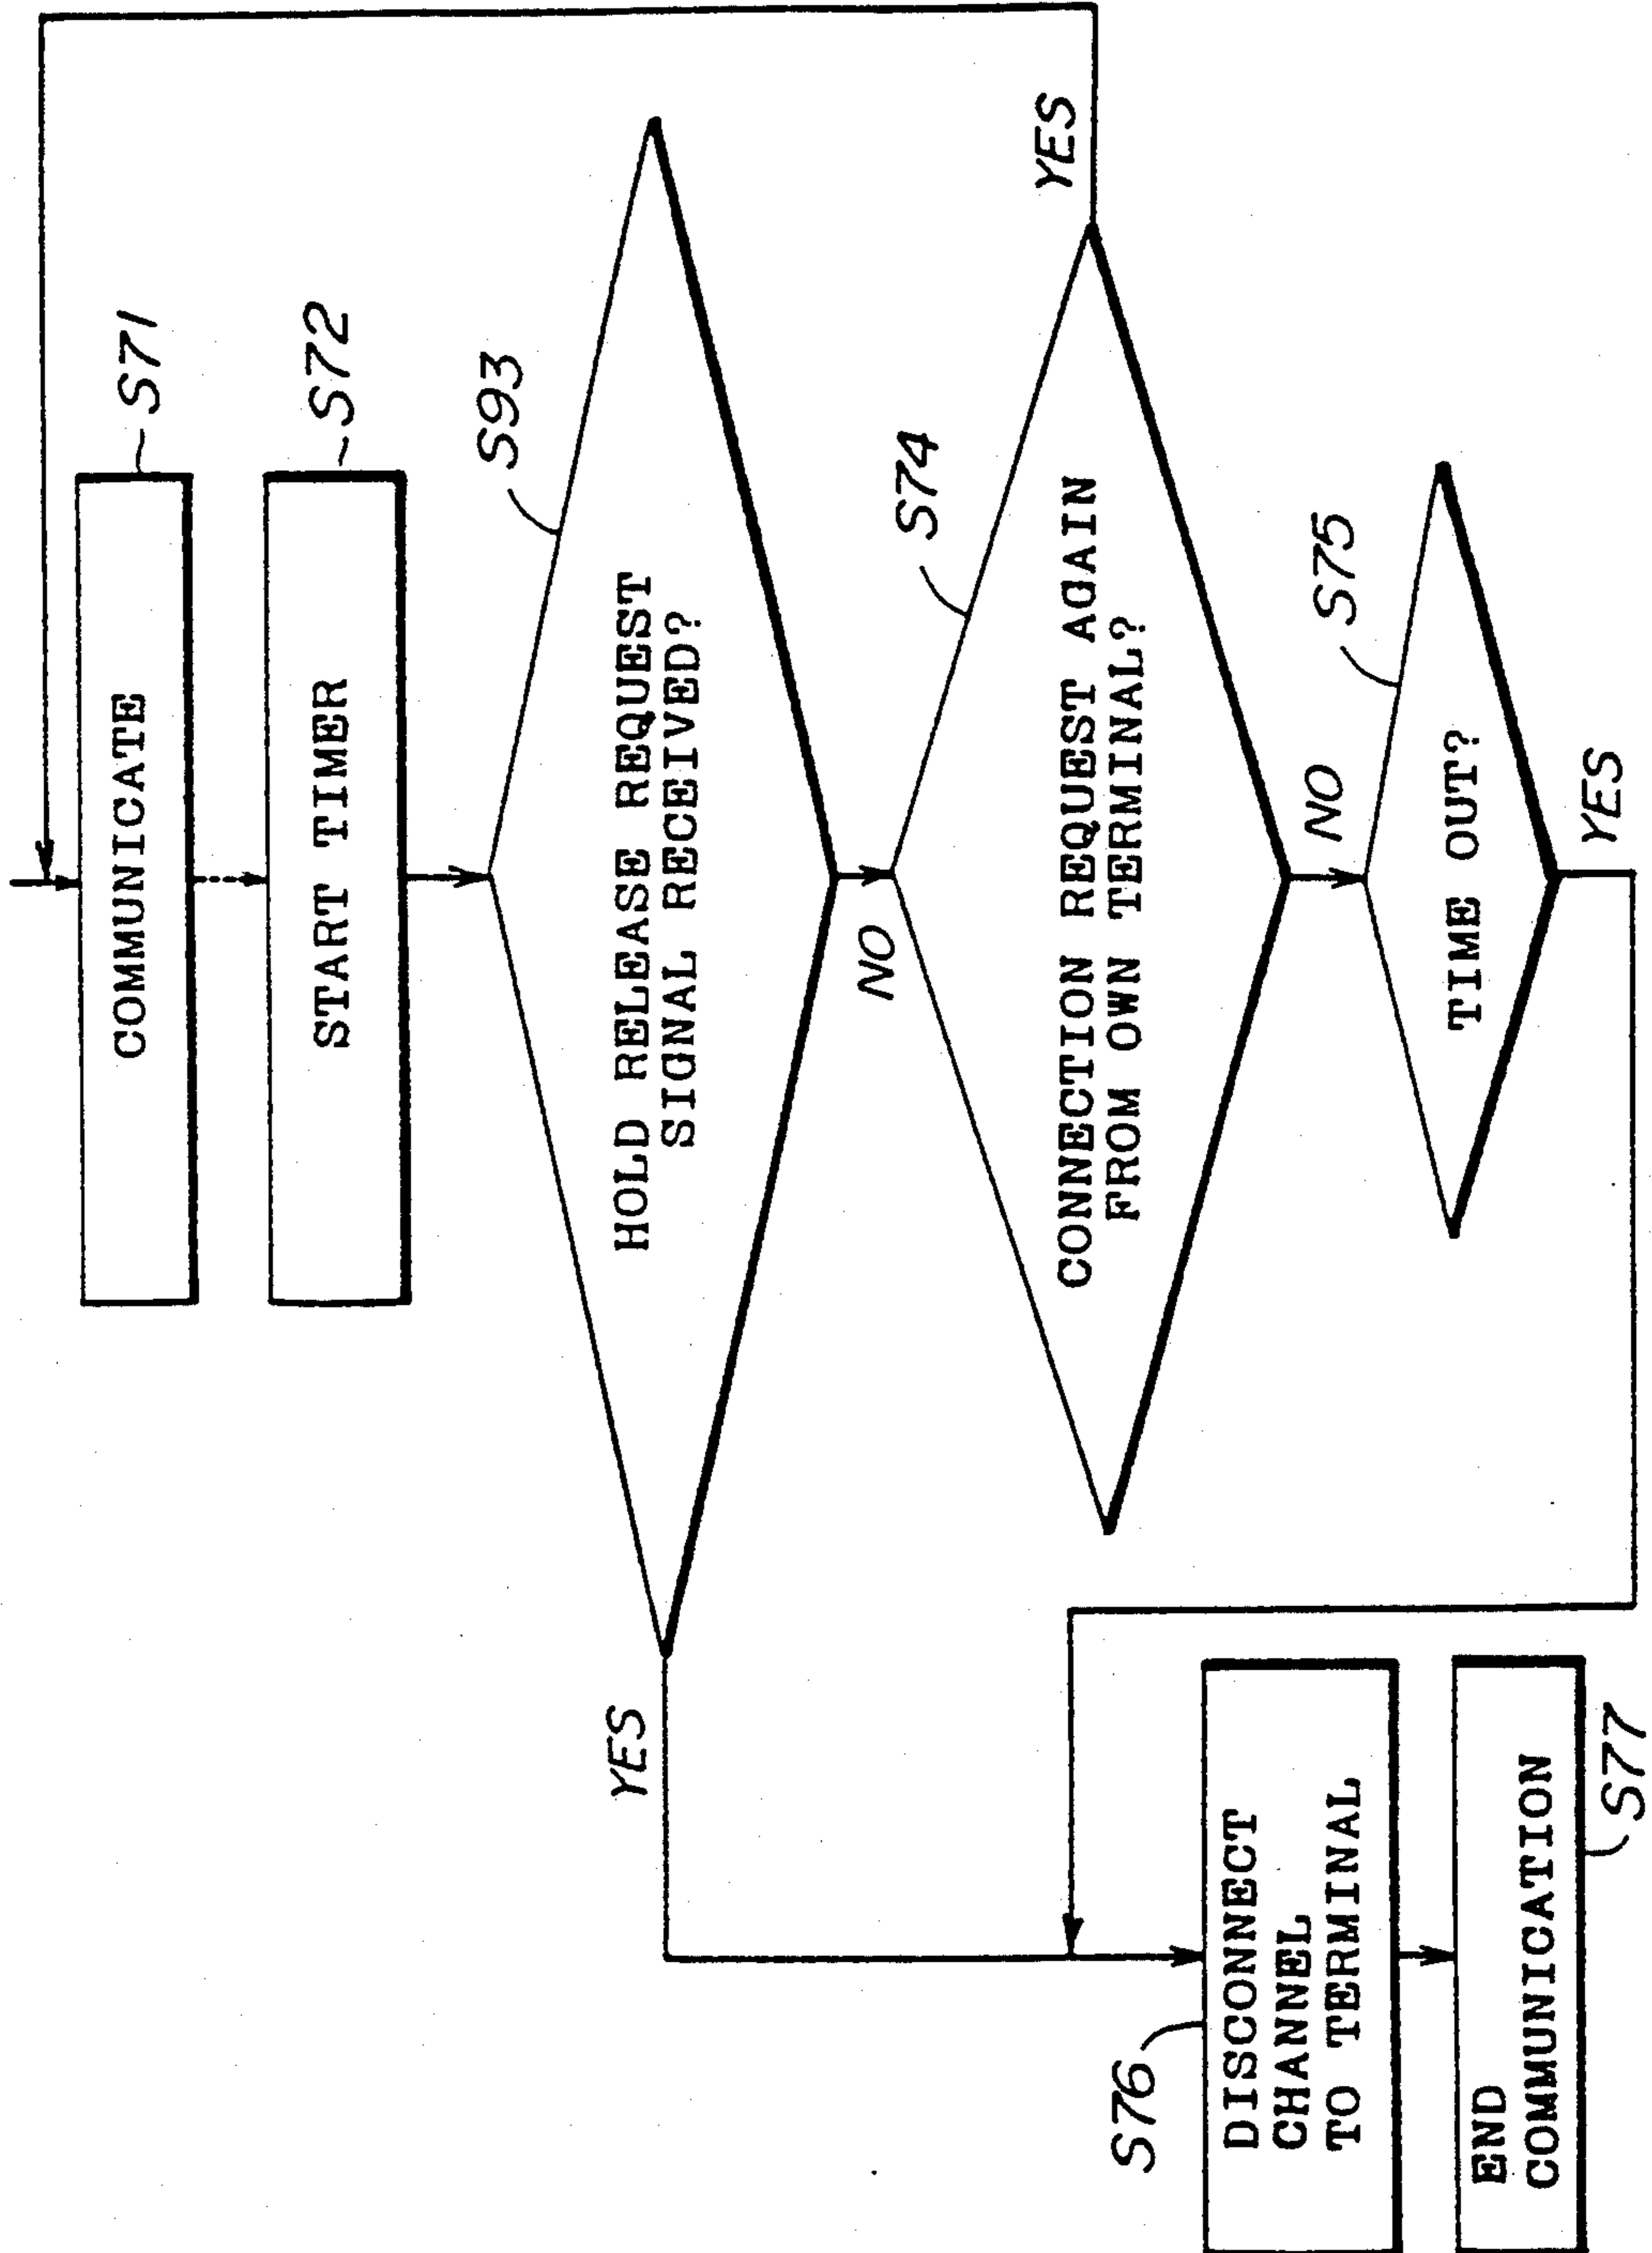 COMMUNICATE
S71
START TIMER
S72
S93
HOLD RELEASE REQUEST
SIGNAL RECEIVED?
YES
NO
S74
CONNECTION REQUEST AGAIN
FROM OWN TERMINAL?
YES
NO
S75
TIME OUT?
YES
S76
DISCONNECT
CHANNEL
TO TERMINAL
END
COMMUNICATION
S77